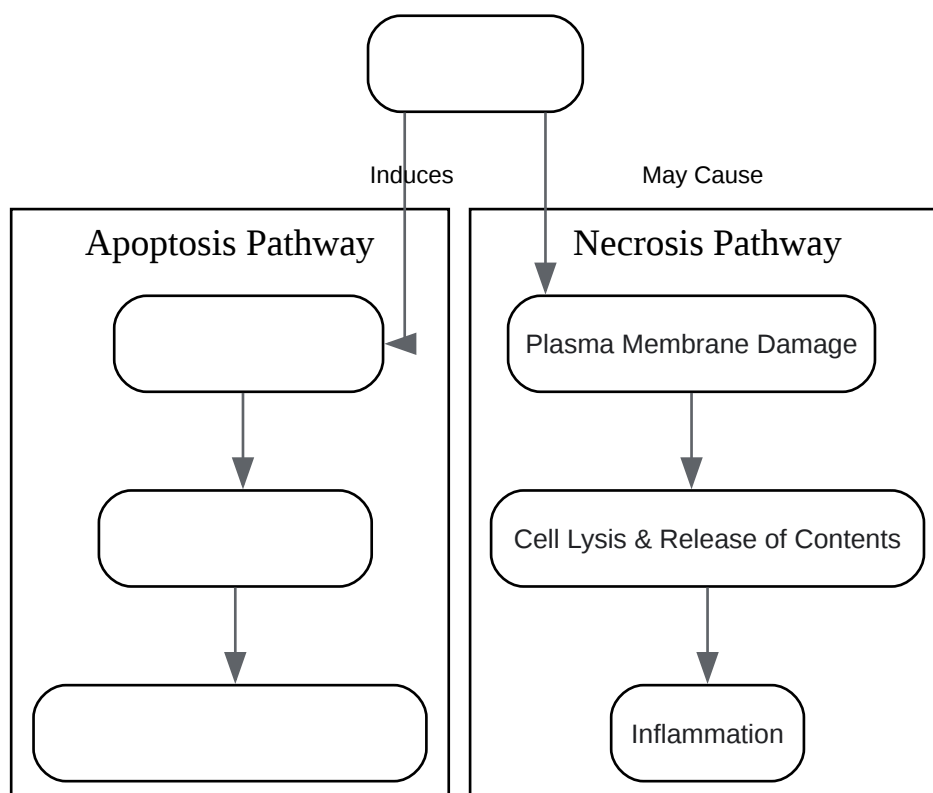 Induces
May Cause
Apoptosis Pathway
Necrosis Pathway
Plasma Membrane Damage
Cell Lysis & Release of Contents
Inflammation